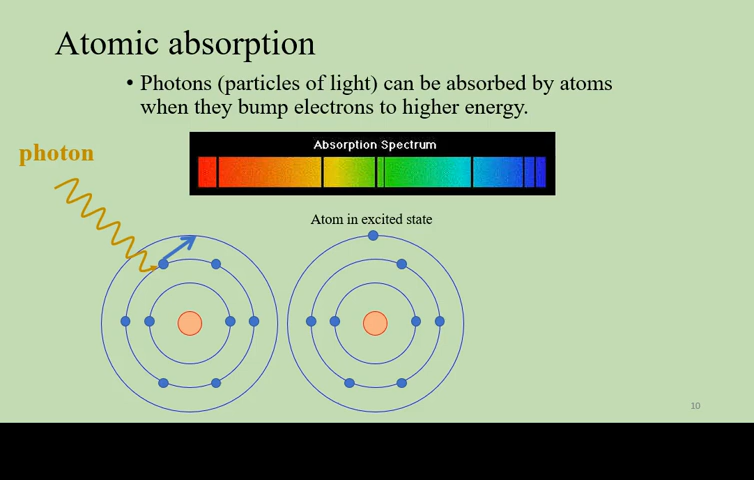 Atomic absorption
• Photons (particles of light) can be absorbed by atoms
when they bump electrons to higher energy.
Absorption Spectrum
photon
Atom in excited state
10